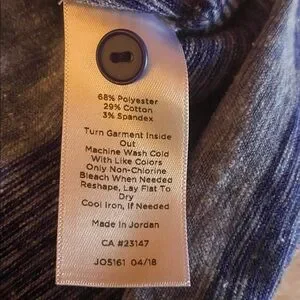 68% Polyester
29% Cotton
3% Spandex
Turn Garment Inside
Out
Machine Wash Cold
With Like Colors
Only Non-Chlorine
Bleach When Needed
Reshape, Lay Flat To
Dry
Cool Iron, If Needed
Made In Jordan
CA #23147
JO5161 04/18